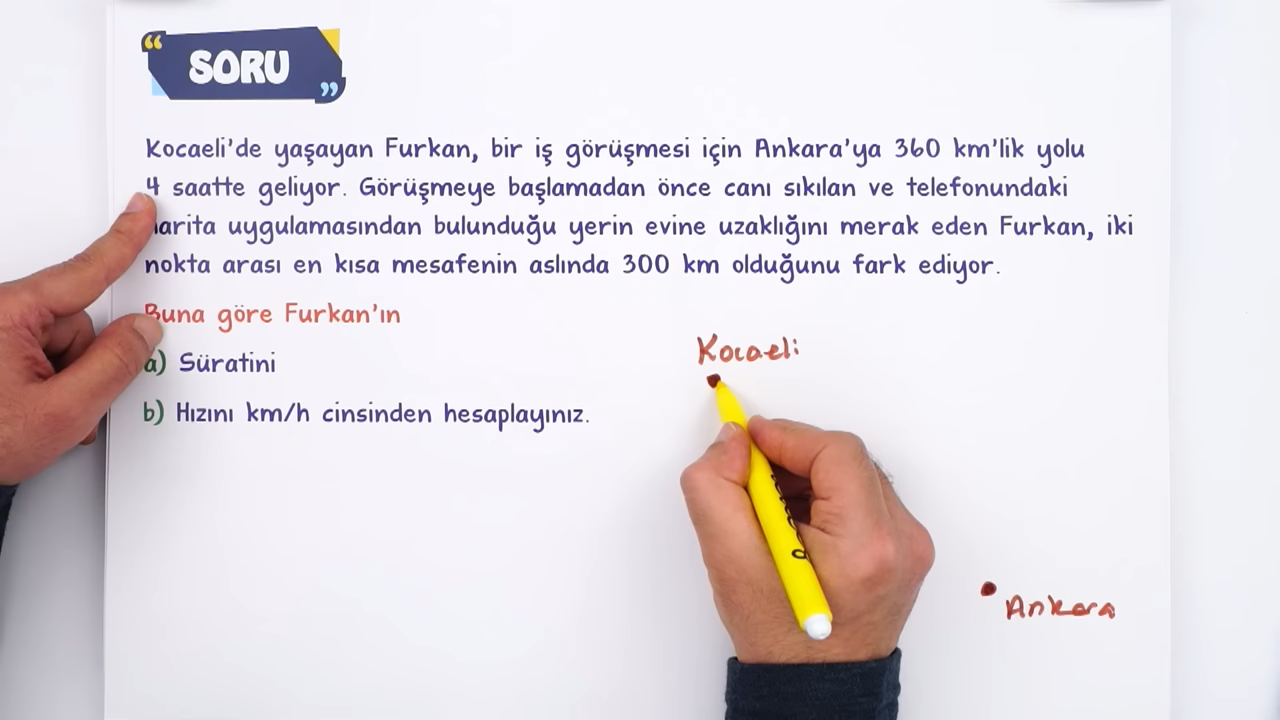 SORU
Kocaeli'de yaşayan Furkan, bir iş görüşmesi için Ankara'ya 360 km'lik yolu
4 saatte geliyor. Görüşmeye başlamadan önce canı sıkılan ve telefonundaki
harita uygulamasından bulunduğu yerin evine uzaklığını merak eden Furkan, iki
nokta arası en kısa mesafenin aslında 300 km olduğunu fark ediyor.
Buna göre Furkan'ın
a) Süratini
b) Hızını km/h cinsinden hesaplayınız.
Kocaeli
Ankara